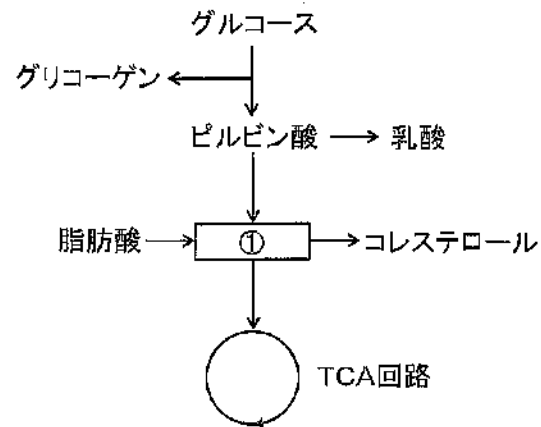 グルコース
グリコーゲン
ピルビン酸
乳酸
脂肪酸
①
コレステロール
TCA回路